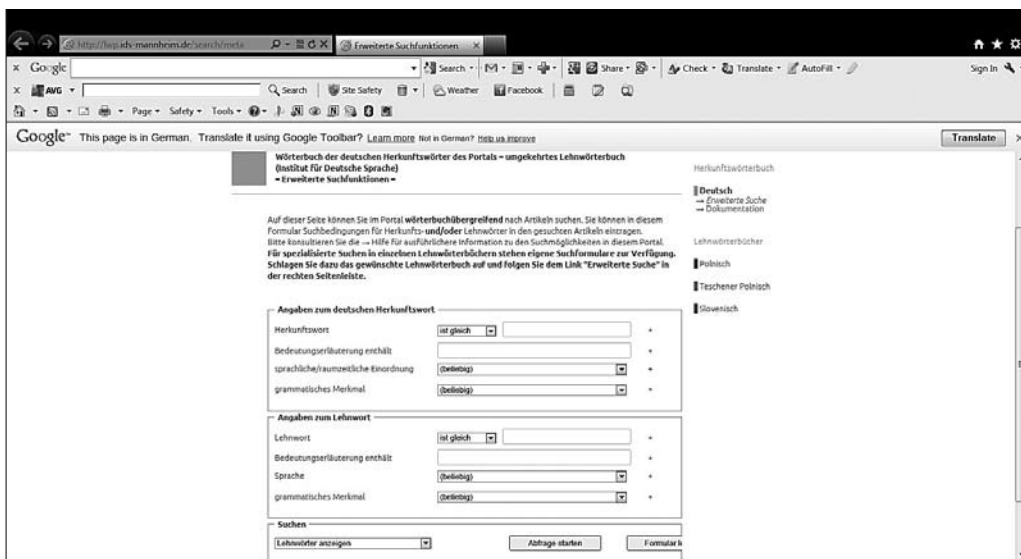 http://lwp.ids-mannheim.de/search/meta
Erweiterte Suchfunktionen ×
× Google Search Share Check Translate AutoFill Sign In
× AVG Search Site Safety Weather Facebook
Page Safety Tools
Google™ This page is in German. Translate it using Google Toolbar? Learn more Not in German? Help us improve Translate ×
Wörterbuch der deutschen Herkunftswörter des Portals – umgekehrtes Lehnwörterbuch
(Institut für Deutsche Sprache)
– Erweiterte Suchfunktionen –
Auf dieser Seite können Sie im Portal wörterbuchübergreifend nach Artikeln suchen. Sie können in diesem
Formular Suchbedingungen für Herkunfts- und/oder Lehnwörter in den gesuchten Artikeln eintragen.
Bitte konsultieren Sie die → Hilfe für ausführlichere Information zu den Suchmöglichkeiten in diesem Portal.
Für spezialisierte Suchen in einzelnen Lehnwörterbüchern stehen eigene Suchformulare zur Verfügung.
Schlagen Sie dazu das gewünschte Lehnwörterbuch auf und folgen Sie dem Link "Erweiterte Suche" in
der rechten Seitenleiste.
Angaben zum deutschen Herkunftswort
Herkunftswort ist gleich +
Bedeutungserläuterung enthält +
sprachliche/raumzeitliche Einordnung (beliebig) +
grammatisches Merkmal (beliebig) +
Angaben zum Lehnwort
Lehnwort ist gleich +
Bedeutungserläuterung enthält +
Sprache (beliebig) +
grammatisches Merkmal (beliebig) +
Suchen
Lehnwörter anzeigen Abfrage starten Formular
Herkunftswörterbuch
Deutsch
→ Erweiterte Suche
→ Dokumentation
Lehnwörterbücher
Polnisch
Teschener Polnisch
Slovenisch